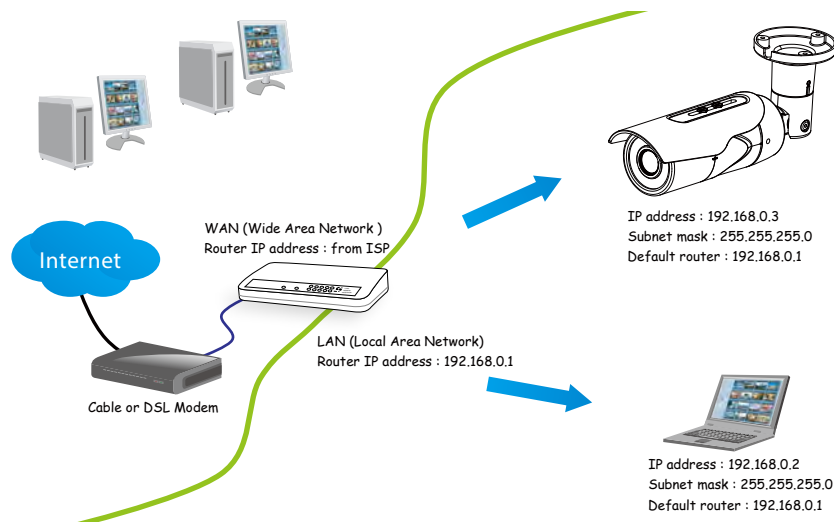 WAN (Wide Area Network )
Router IP address : from ISP
Internet
LAN (Local Area Network)
Router IP address : 192.168.0.1
Cable or DSL Modem
IP address : 192.168.0.3
Subnet mask : 255.255.255.0
Default router : 192.168.0.1
IP address : 192.168.0.2
Subnet mask : 255.255.255.0
Default router : 192.168.0.1